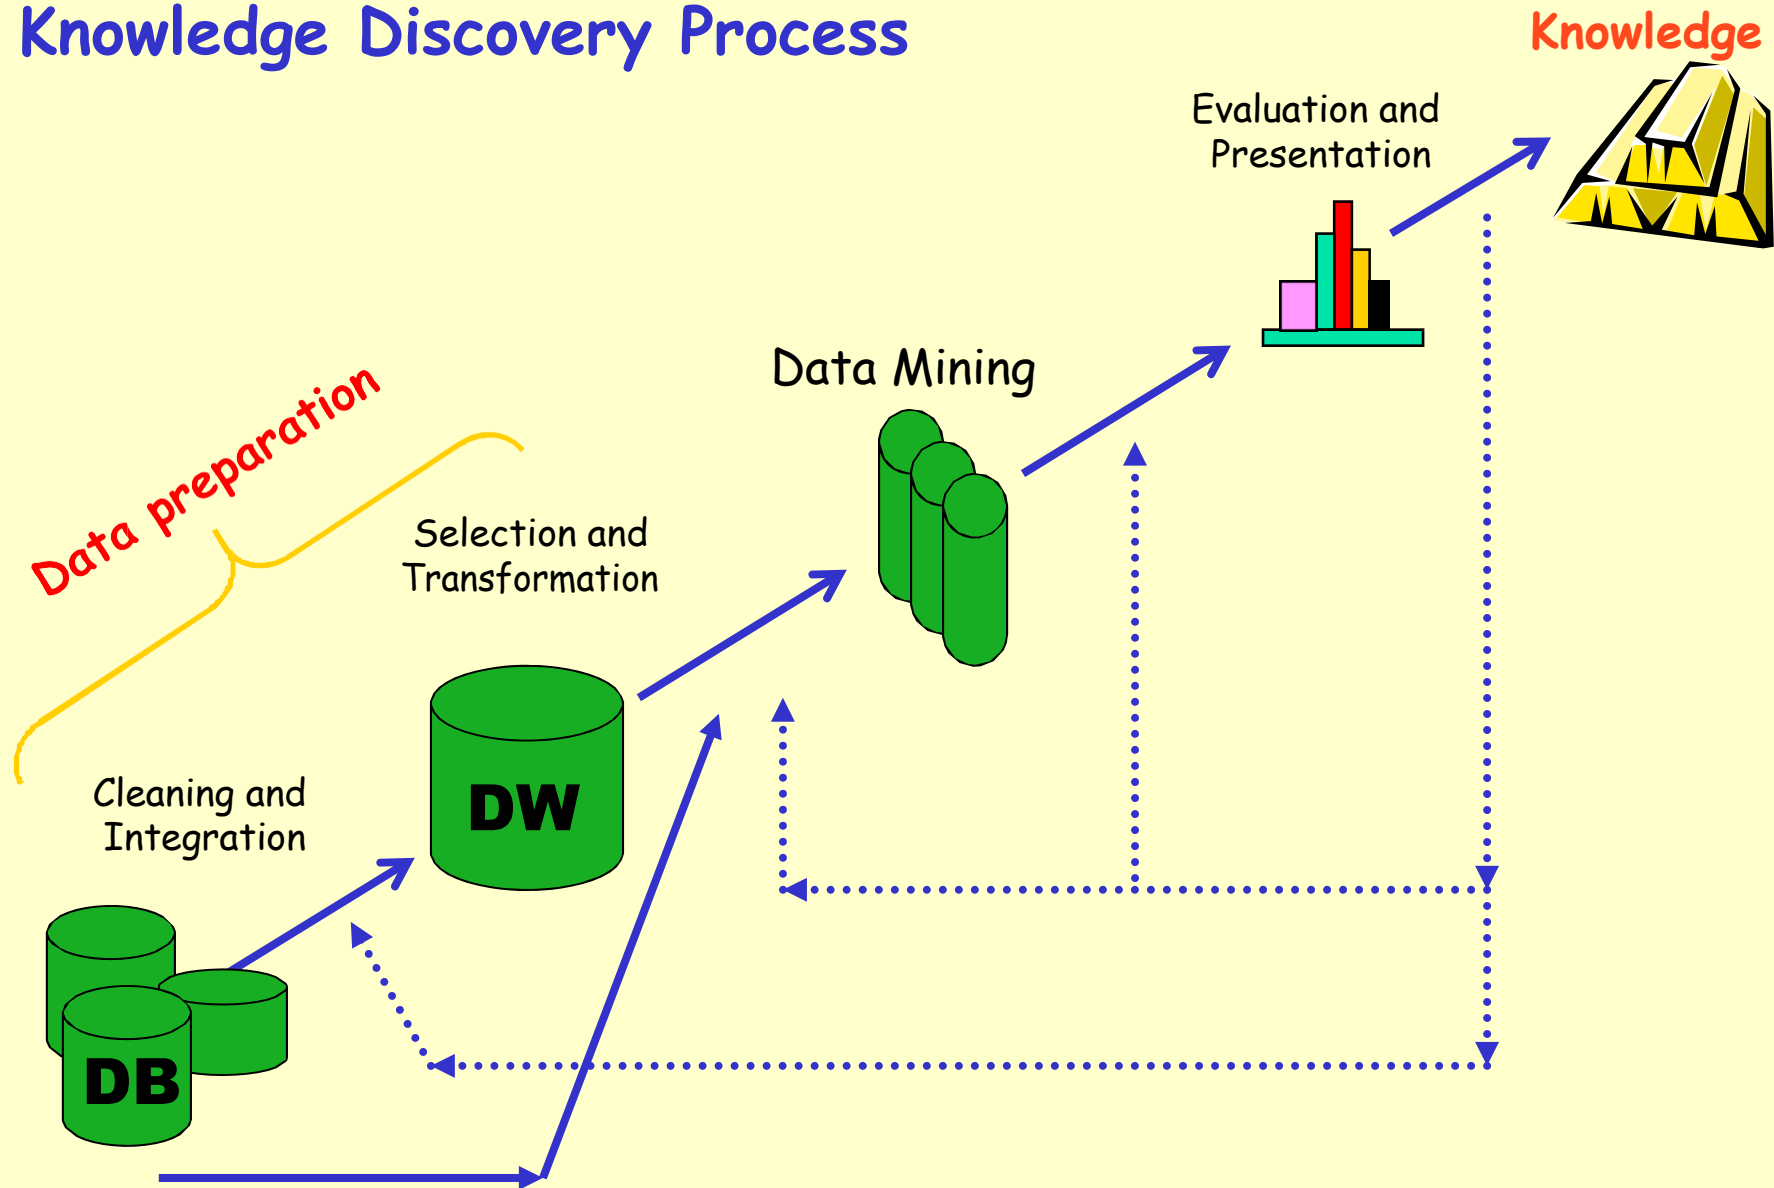 Knowledge Discovery Process
Knowledge
Evaluation and
Presentation
Data Mining
Data preparation
Selection and
Transformation
Cleaning and
Integration
DW
DB